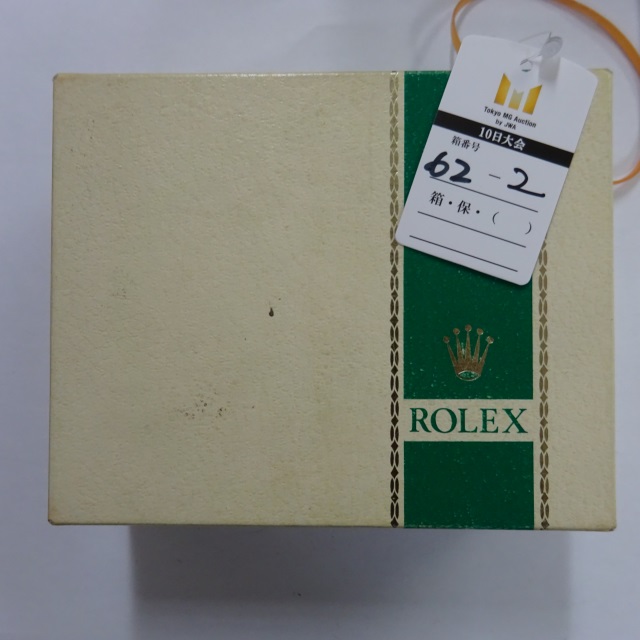 Tokyo MG Auction
by JWA
10日大会
箱番号
62-2
箱・保・(　)
ROLEX